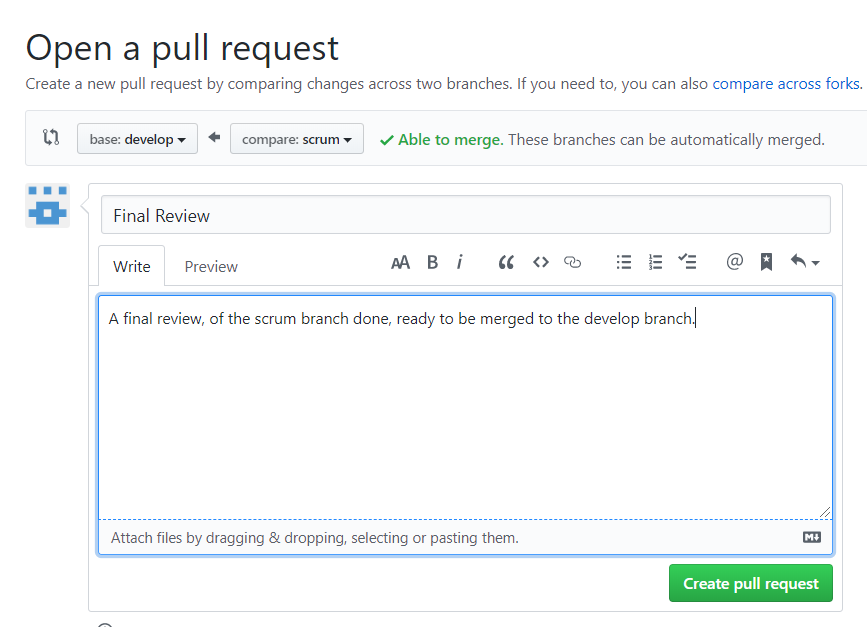 Open a pull request
Create a new pull request by comparing changes across two branches. If you need to, you can also compare across forks.
base: develop compare: scrum Able to merge. These branches can be automatically merged.
Final Review
Write Preview AA B i @
A final review, of the scrum branch done, ready to be merged to the develop branch.
Attach files by dragging & dropping, selecting or pasting them. M
Create pull request